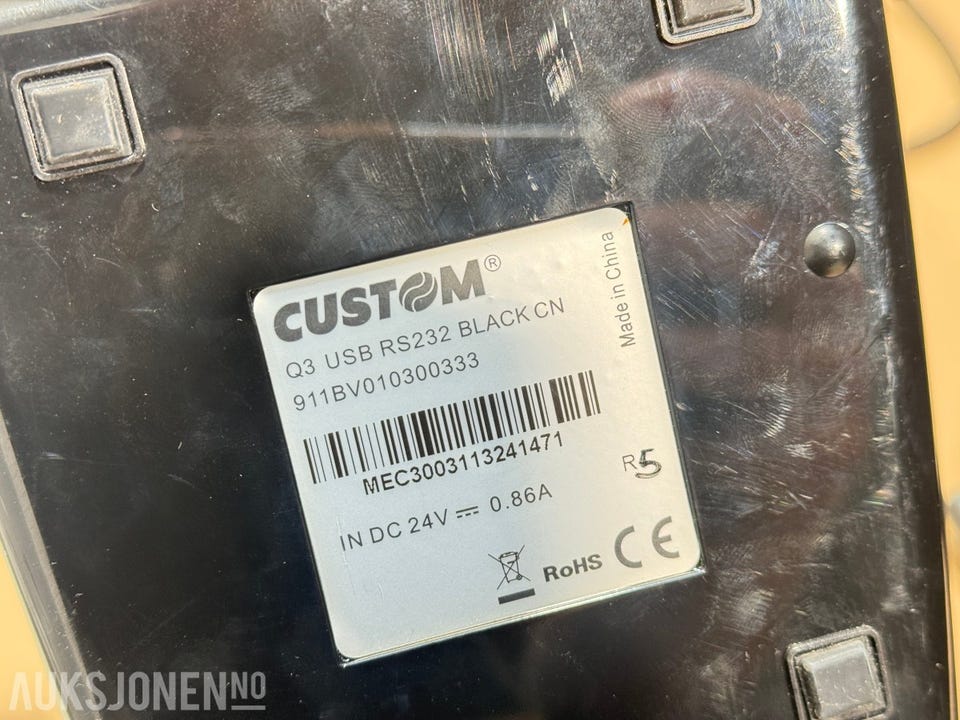 CUSTOM®
Q3 USB RS232 BLACK CN
911BV010300333
MEC3003113241471
IN DC 24V ⎓ 0.86A
Made in China
R5
RoHS CE
AUKSJONEN.NO